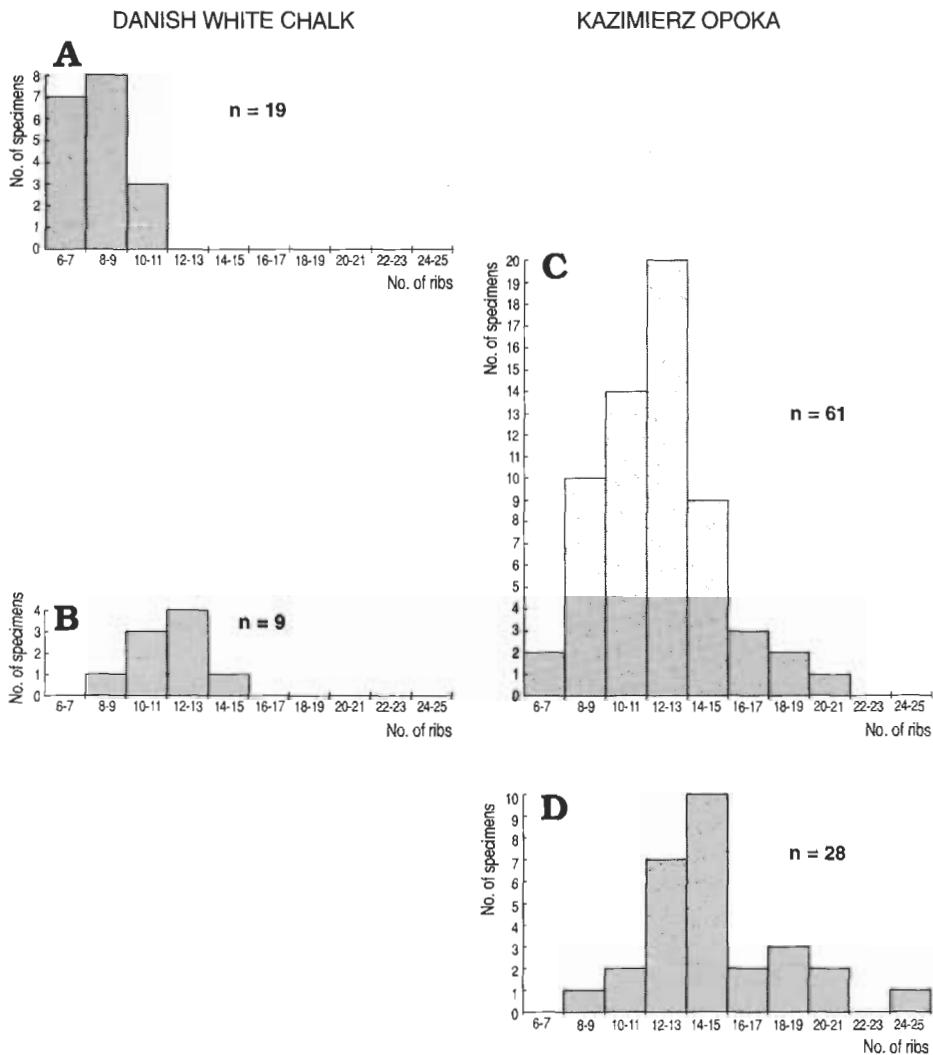 DANISH WHITE CHALK
KAZIMIERZ OPOKA
A
No. of specimens
8
7
6
5
4
3
2
1
0
n = 19
6-7 8-9 10-11 12-13 14-15 16-17 18-19 20-21 22-23 24-25
No. of ribs
C
No. of specimens
20
19
18
17
16
15
14
13
12
11
10
9
8
7
6
5
4
3
2
1
0
n = 61
6-7 8-9 10-11 12-13 14-15 16-17 18-19 20-21 22-23 24-25
No. of ribs
B
No. of specimens
4
3
2
1
0
n = 9
6-7 8-9 10-11 12-13 14-15 16-17 18-19 20-21 22-23 24-25
No. of ribs
D
No. of specimens
10
9
8
7
6
5
4
3
2
1
0
n = 28
6-7 8-9 10-11 12-13 14-15 16-17 18-19 20-21 22-23 24-25
No. of ribs